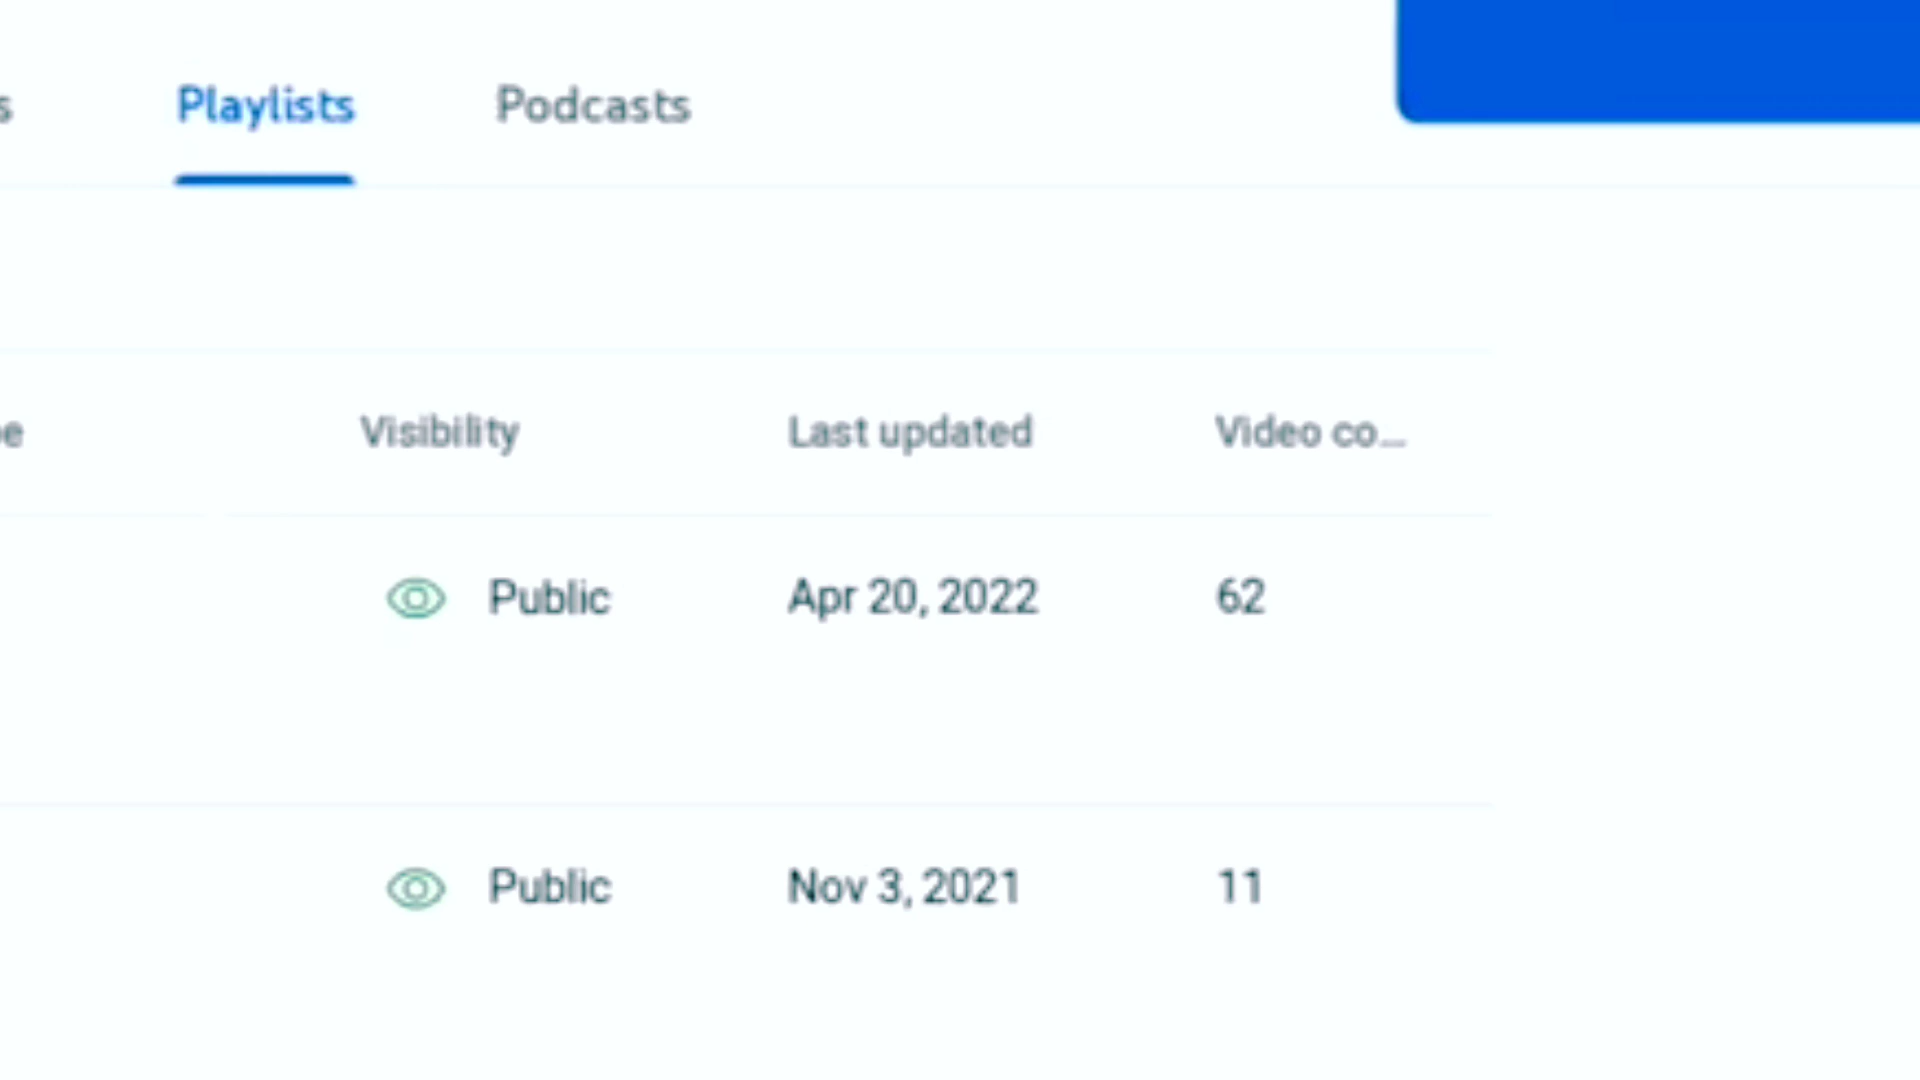 s Playlists Podcasts
e Visibility Last updated Video co...
Public Apr 20, 2022 62
Public Nov 3, 2021 11